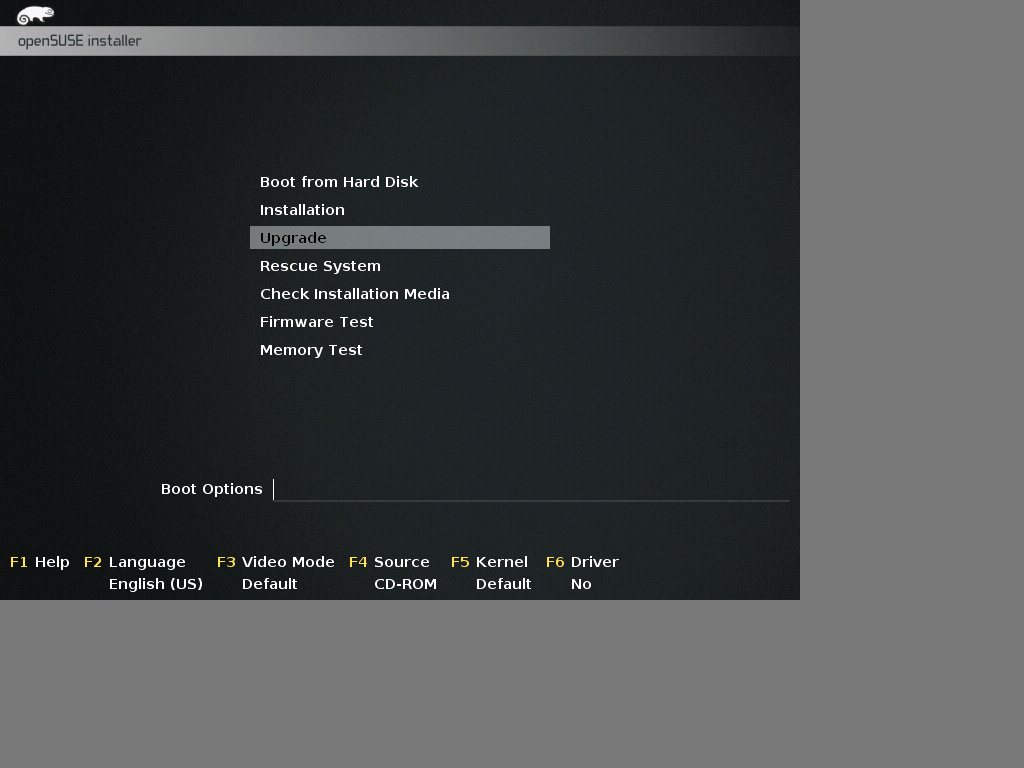 openSUSE installer
Boot from Hard Disk
Installation
Upgrade
Rescue System
Check Installation Media
Firmware Test
Memory Test
Boot Options
F1 Help F2 Language F3 Video Mode F4 Source F5 Kernel F6 Driver
English (US) Default CD-ROM Default No